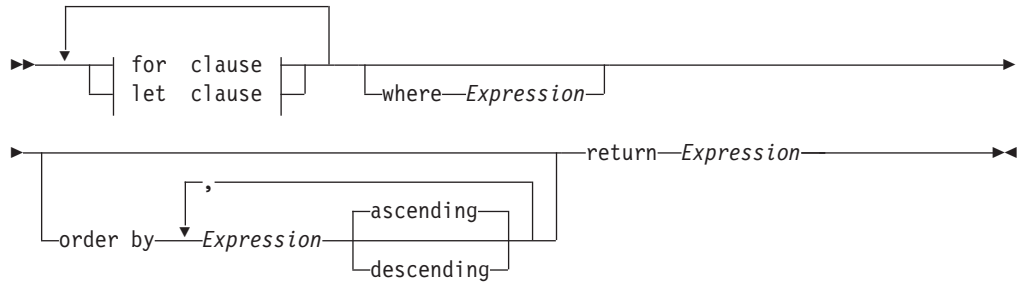 for clause
let clause
where Expression
return Expression
,
ascending
order by Expression
descending